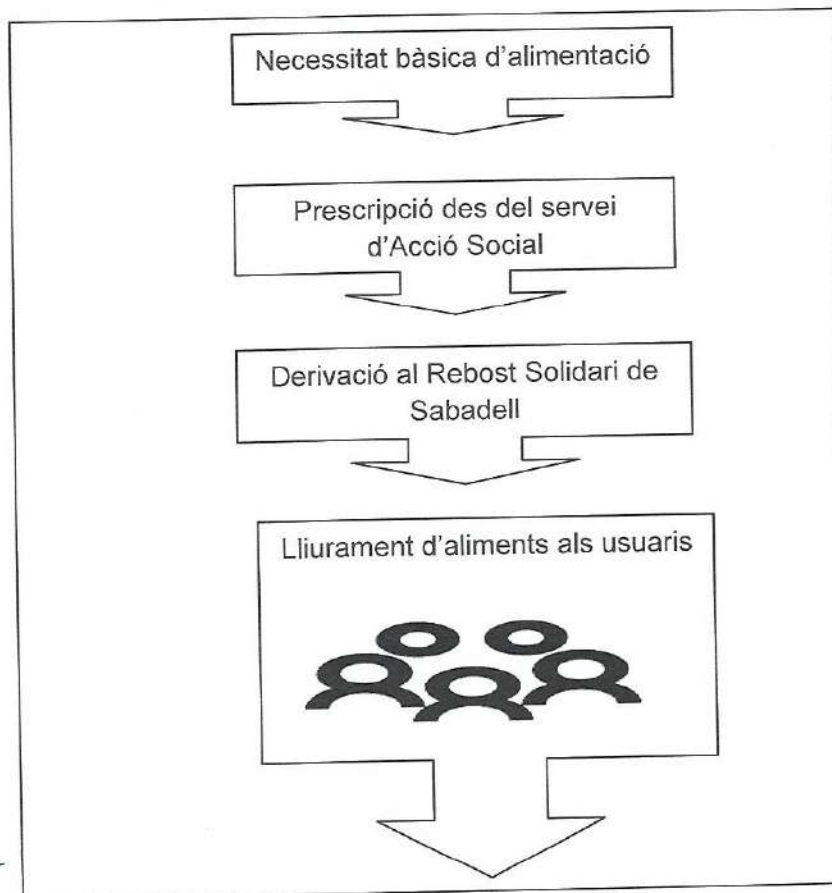 Necessitat bàsica d'alimentació
Prescripció des del servei
d'Acció Social
Derivació al Rebost Solidari de
Sabadell
Lliurament d'aliments als usuaris